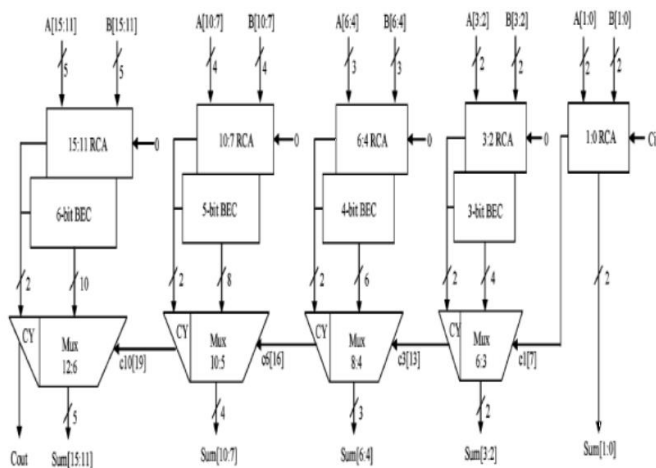 A[15:11] B[15:11] A[10:7] B[10:7] A[6:4] B[6:4] A[3:2] B[3:2] A[1:0] B[1:0]
5 5 4 4 3 3 2 2 2 2
15:11 RCA 0 10:7 RCA 0 6:4 RCA 0 3:2 RCA 0 1:0 RCA Ci
6-bit BEC 5-bit BEC 4-bit BEC 3-bit BEC
2 10 2 8 2 6 2 4 2
CY Mux 12:6 c10[19] CY Mux 10:5 c6[16] CY Mux 8:4 c3[13] CY Mux 6:3 c1[7]
5 4 3 2
Cout Sum[15:11] Sum[10:7] Sum[6:4] Sum[3:2] Sum[1:0]